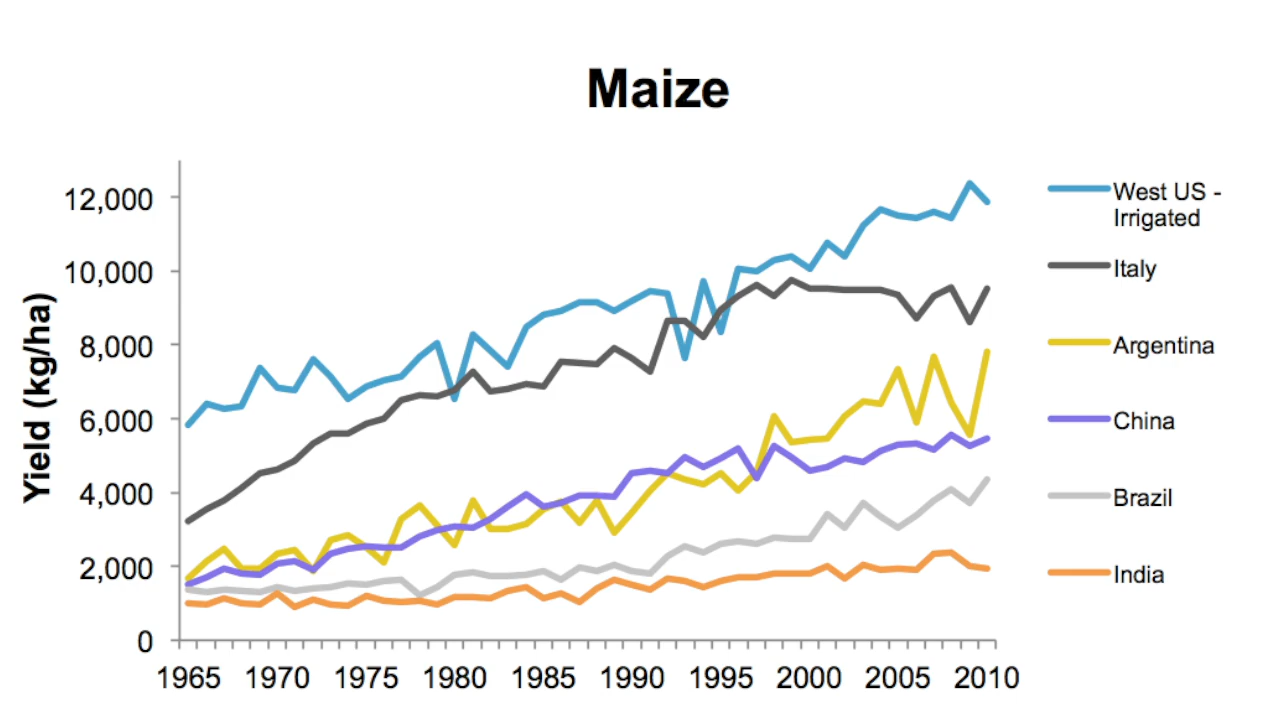 Maize
Yield (kg/ha)
12,000
10,000
8,000
6,000
4,000
2,000
0
1965 1970 1975 1980 1985 1990 1995 2000 2005 2010
West US -
Irrigated
Italy
Argentina
China
Brazil
India